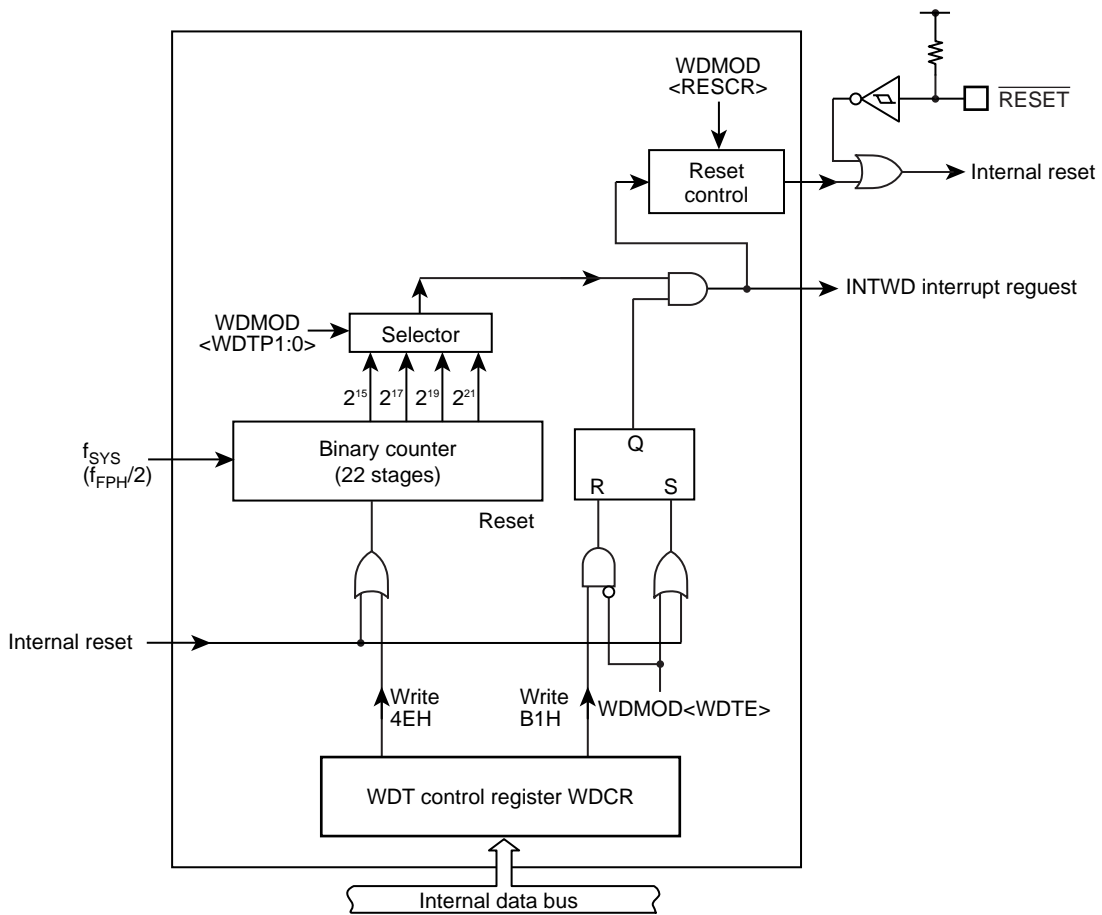 WDMOD
<RESCR>
RESET
Reset
control
Internal reset
INTWD interrupt reguest
WDMOD
<WDTP1:0>
Selector
2¹⁵ 2¹⁷ 2¹⁹ 2²¹
fSYS
(fFPH/2)
Binary counter
(22 stages)
Q
R S
Reset
Internal reset
Write
4EH
Write
B1H
WDMOD<WDTE>
WDT control register WDCR
Internal data bus